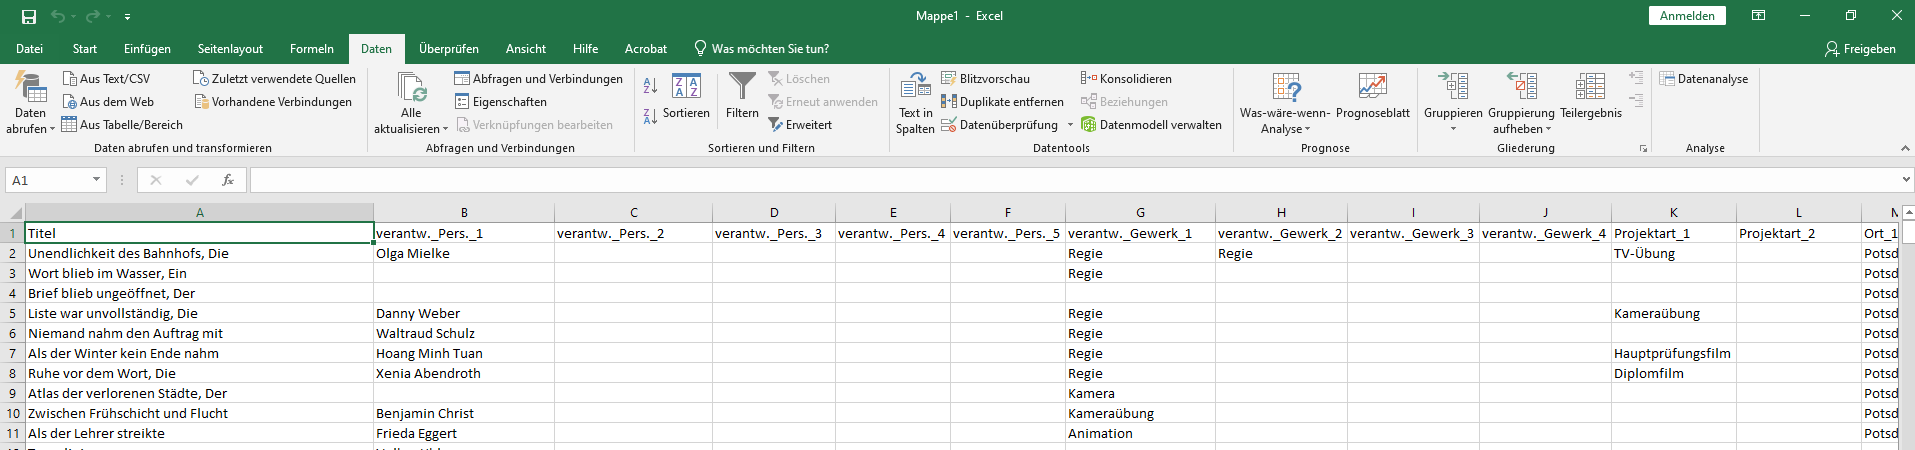 Mappe1 - Excel
Anmelden
Datei Start Einfügen Seitenlayout Formeln Daten Überprüfen Ansicht Hilfe Acrobat Was möchten Sie tun? Freigeben
Daten abrufen
Aus Text/CSV
Aus dem Web
Aus Tabelle/Bereich
Zuletzt verwendete Quellen
Vorhandene Verbindungen
Daten abrufen und transformieren
Alle aktualisieren
Abfragen und Verbindungen
Eigenschaften
Verknüpfungen bearbeiten
Abfragen und Verbindungen
Sortieren
Filtern
Löschen
Erneut anwenden
Erweitert
Sortieren und Filtern
Text in Spalten
Blitzvorschau
Duplikate entfernen
Datenüberprüfung
Konsolidieren
Beziehungen
Datenmodell verwalten
Datentools
Was-wäre-wenn-Analyse
Prognoseblatt
Prognose
Gruppieren
Gruppierung aufheben
Teilergebnis
Gliederung
Datenanalyse
Analyse
A1 fx
A B C D E F G H I J K L M
1 Titel verantw._Pers._1 verantw._Pers._2 verantw._Pers._3 verantw._Pers._4 verantw._Pers._5 verantw._Gewerk_1 verantw._Gewerk_2 verantw._Gewerk_3 verantw._Gewerk_4 Projektart_1 Projektart_2 Ort_1
2 Unendlichkeit des Bahnhofs, Die Olga Mielke Regie Regie TV-Übung Potsd
3 Wort blieb im Wasser, Ein Regie Potsd
4 Brief blieb ungeöffnet, Der Potsd
5 Liste war unvollständig, Die Danny Weber Regie Kameraübung Potsd
6 Niemand nahm den Auftrag mit Waltraud Schulz Regie Potsd
7 Als der Winter kein Ende nahm Hoang Minh Tuan Regie Hauptprüfungsfilm Potsd
8 Ruhe vor dem Wort, Die Xenia Abendroth Regie Diplomfilm Potsd
9 Atlas der verlorenen Städte, Der Kamera Potsd
10 Zwischen Frühschicht und Flucht Benjamin Christ Kameraübung Potsd
11 Als der Lehrer streikte Frieda Eggert Animation Potsd